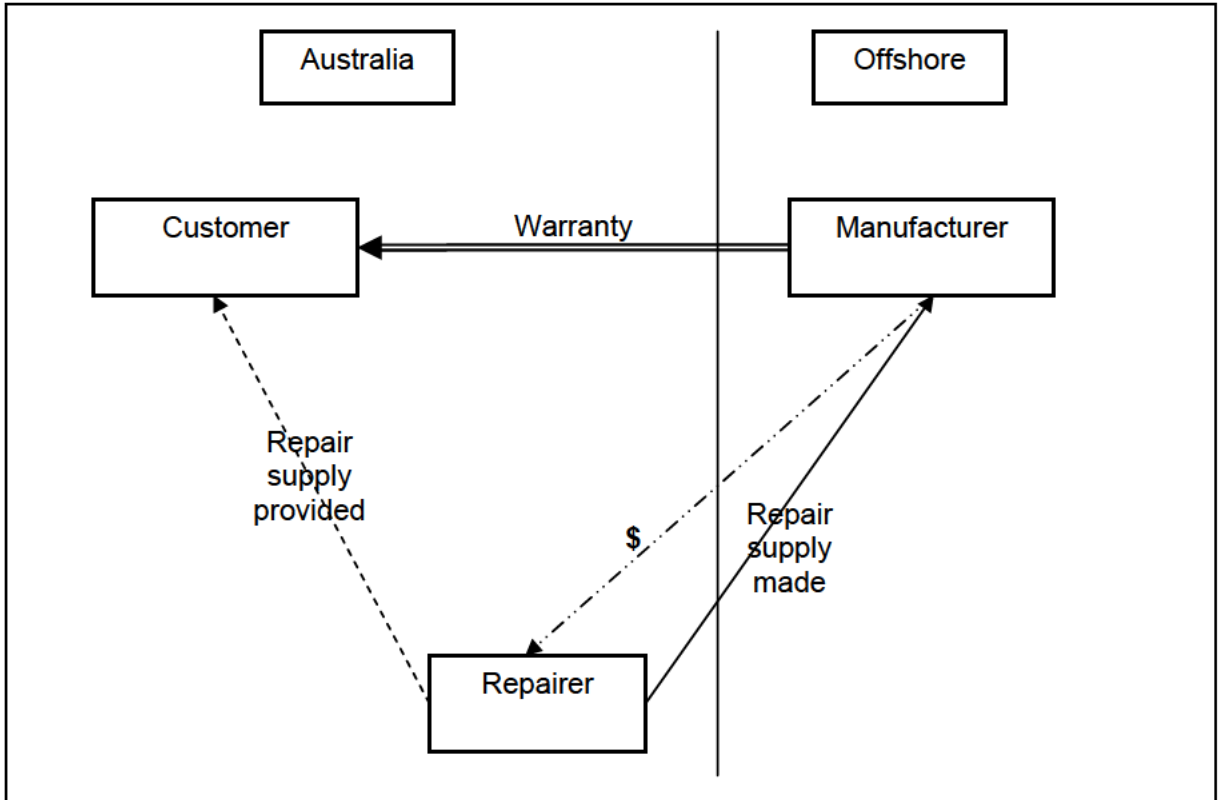 Australia
Offshore
Customer
Warranty
Manufacturer
Repair
supply
provided
$
Repair
supply
made
Repairer